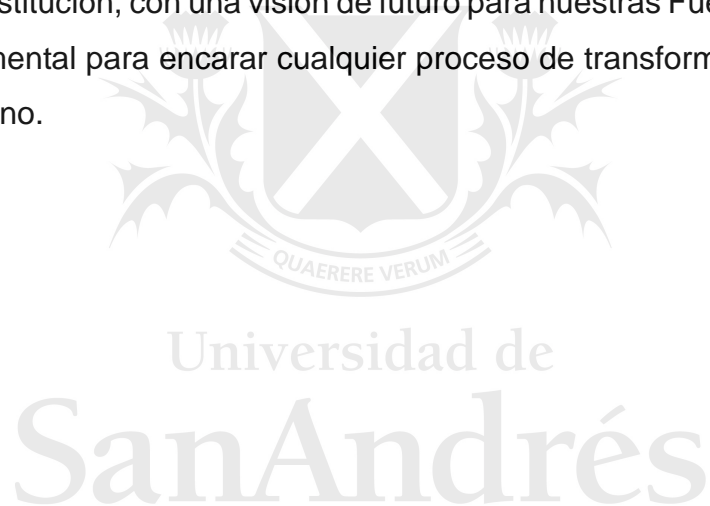 stitución, con una visión de futuro para nuestras Fue
mental para encarar cualquier proceso de transform
no.
QUAERERE VERUM
Universidad de
SanAndrés